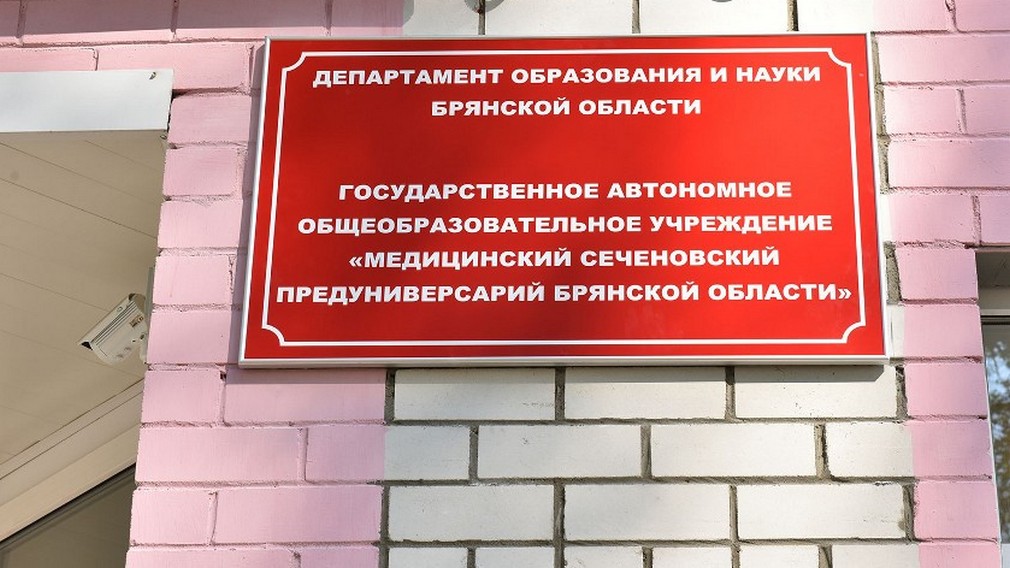 ДЕПАРТАМЕНТ ОБРАЗОВАНИЯ И НАУКИ
БРЯНСКОЙ ОБЛАСТИ
ГОСУДАРСТВЕННОЕ АВТОНОМНОЕ
ОБЩЕОБРАЗОВАТЕЛЬНОЕ УЧРЕЖДЕНИЕ
«МЕДИЦИНСКИЙ СЕЧЕНОВСКИЙ
ПРЕДУНИВЕРСАРИЙ БРЯНСКОЙ ОБЛАСТИ»